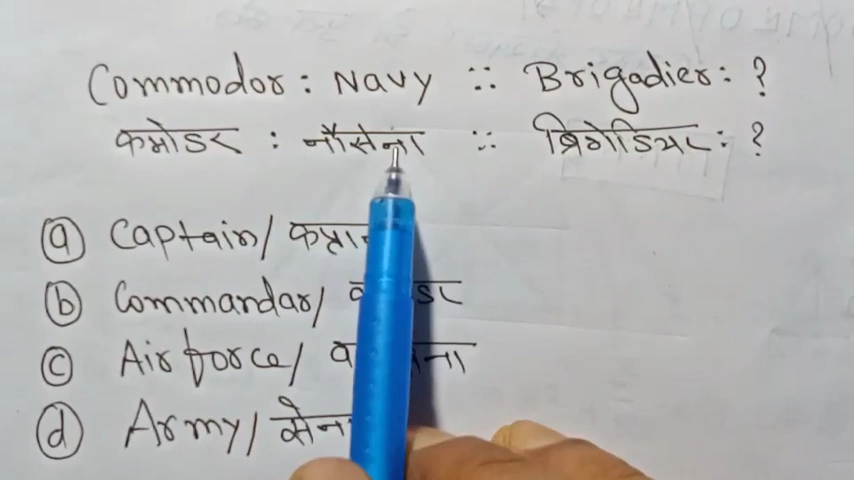 Commodor : Navy :: Brigadier : ?
कमोडर : नौसेना :: ब्रिगेडियर : ?
(a) Captain/
(b) Commandar/
(c) Air force/
(d) Army/